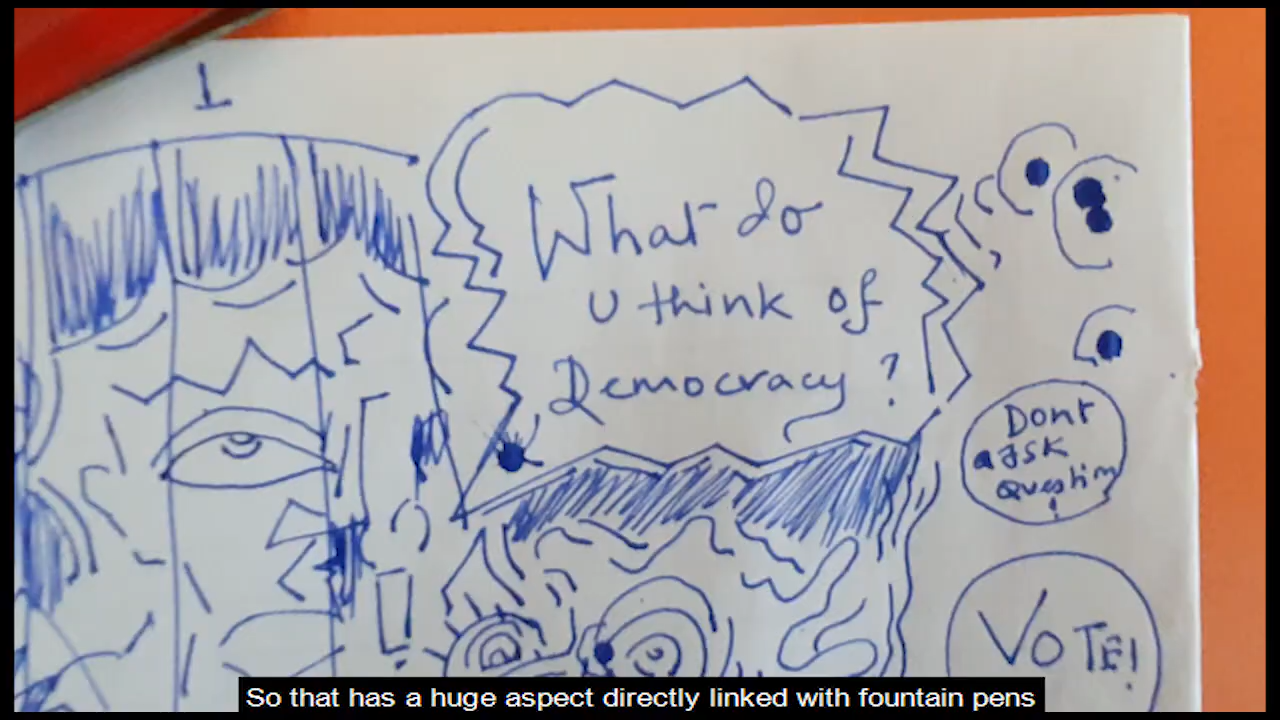 1
What do
u think of
Democracy ?
Dont
ask
question
!
VOTE!
So that has a huge aspect directly linked with fountain pens